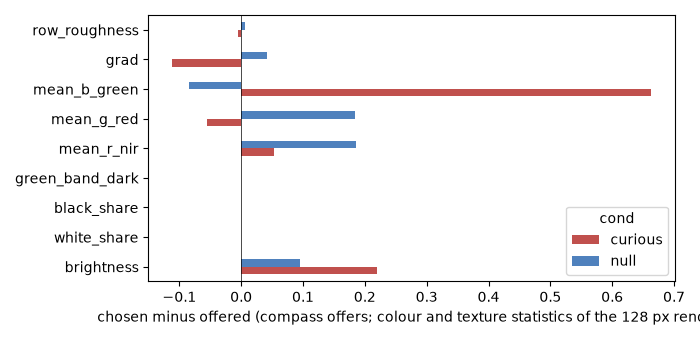 row_roughness
grad
mean_b_green
mean_g_red
mean_r_nir
green_band_dark
black_share
white_share
brightness
cond
curious
null
−0.1 0.0 0.1 0.2 0.3 0.4 0.5 0.6 0.7
chosen minus offered (compass offers; colour and texture statistics of the 128 px